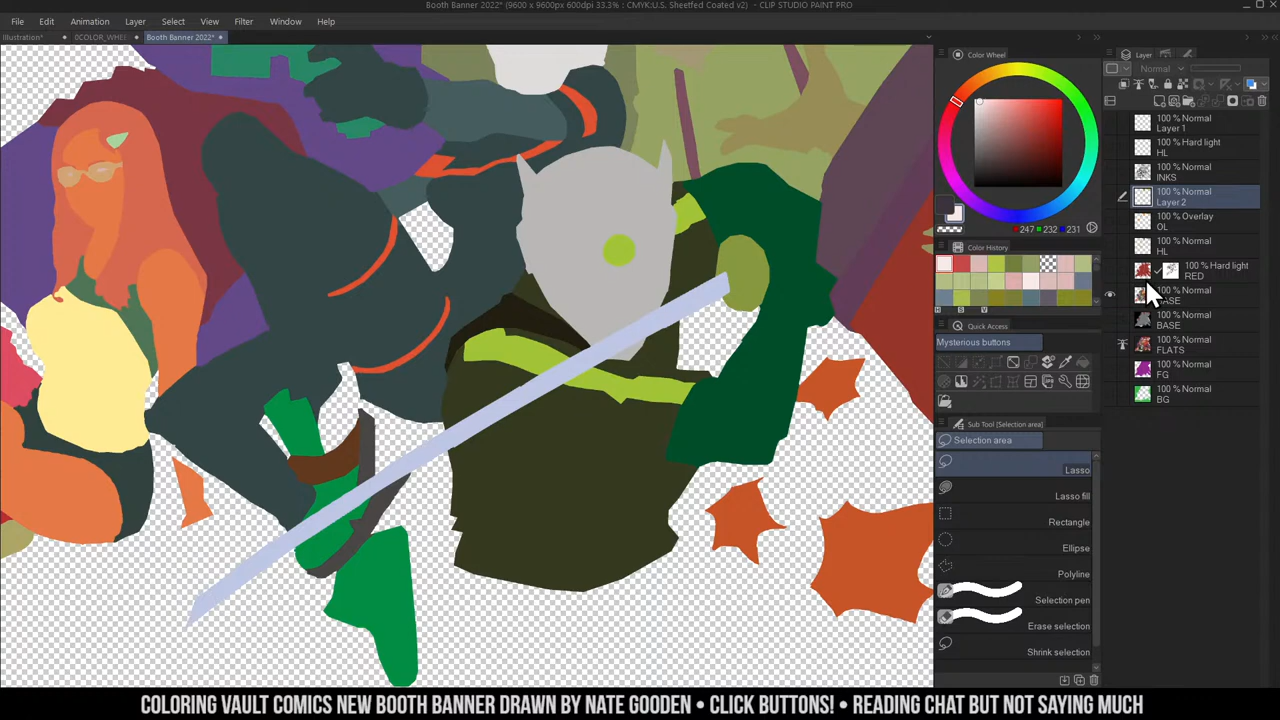 Booth Banner 2022* (9600 x 9600px 600dpi 33.3% : CMYK:U.S. Sheetfed Coated v2) - CLIP STUDIO PAINT PRO
File Edit Animation Layer Select View Filter Window Help
Illustration* 0COLOR_WHE Booth Banner 2022*
Color Wheel
247 232 231
Color History
H S V
Quick Access
Mysterious buttons
Sub Tool [Selection area]
Selection area
Lasso
Lasso fill
Rectangle
Ellipse
Polyline
Selection pen
Erase selection
Shrink selection
Layer
Normal
100 % Normal
Layer 1
100 % Hard light
HL
100 % Normal
INKS
100 % Normal
Layer 2
100 % Overlay
OL
100 % Normal
HL
100 % Hard light
RED
100 % Normal
100 % Normal
BASE
100 % Normal
FLATS
100 % Normal
FG
100 % Normal
BG
COLORING VAULT COMICS NEW BOOTH BANNER DRAWN BY NATE GOODEN • CLICK BUTTONS! • READING CHAT BUT NOT SAYING MUCH